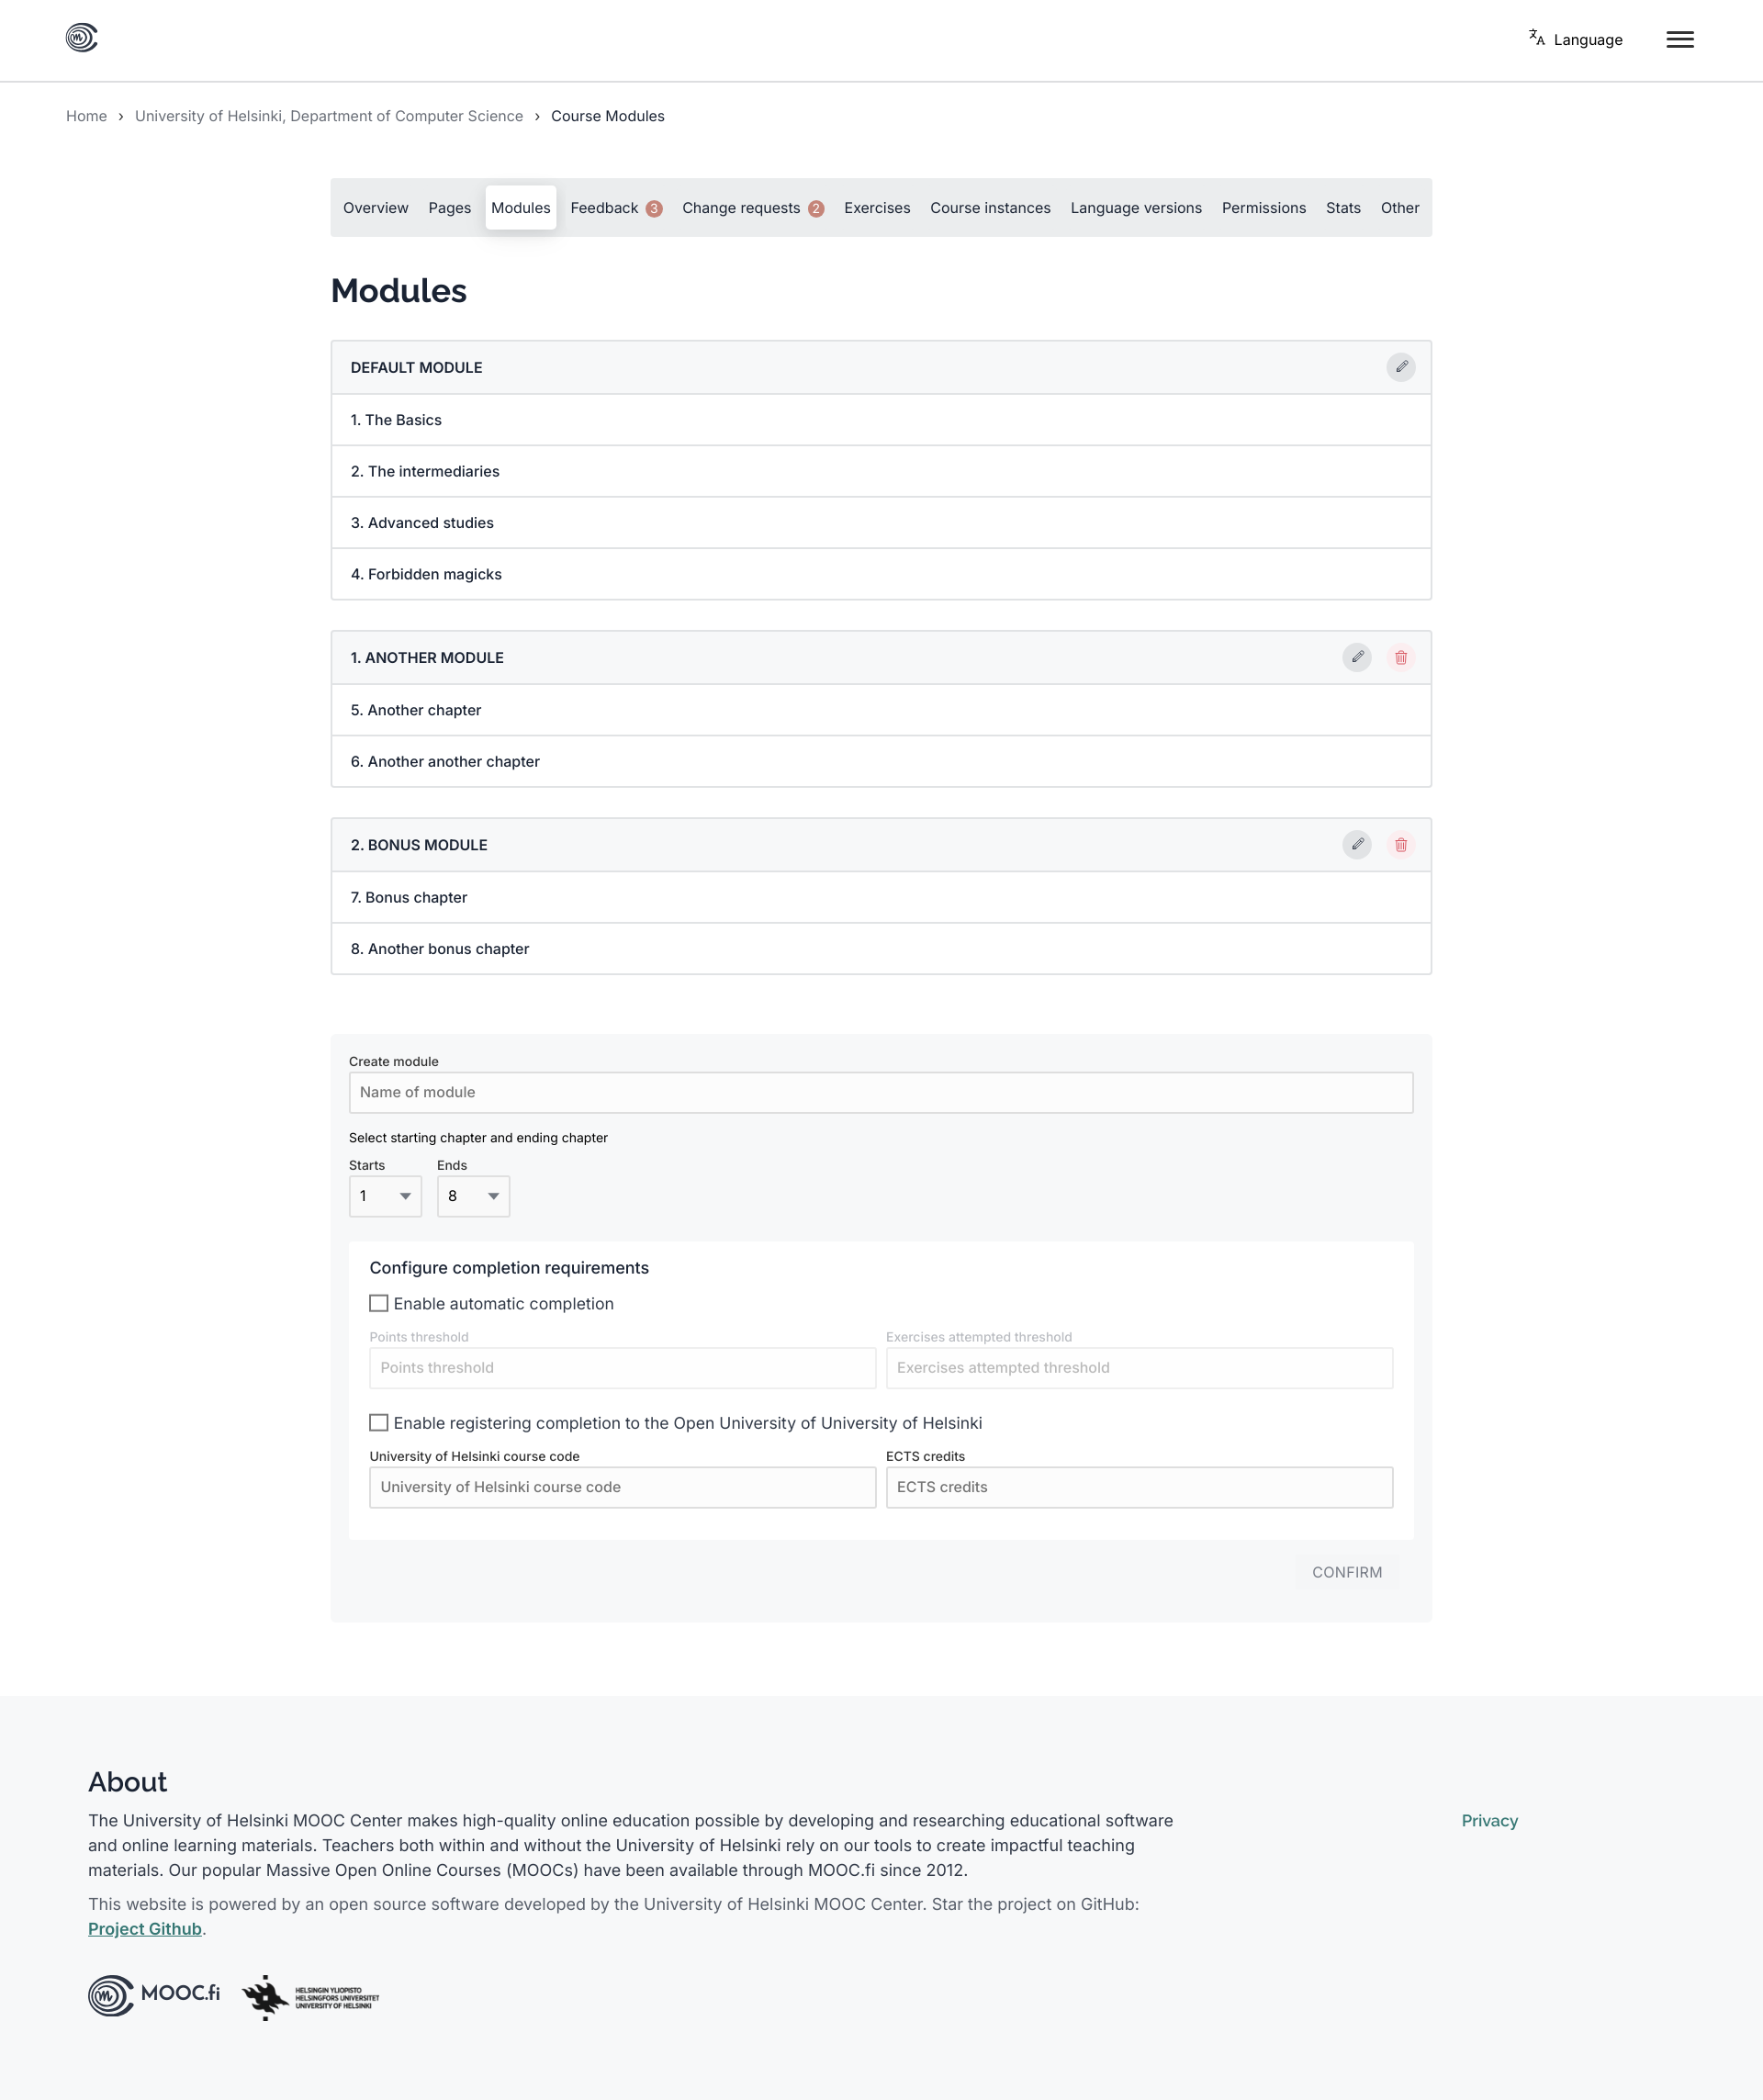 Language
Home › University of Helsinki, Department of Computer Science › Course Modules
Overview Pages Modules Feedback 3 Change requests 2 Exercises Course instances Language versions Permissions Stats Other
Modules
DEFAULT MODULE
1. The Basics
2. The intermediaries
3. Advanced studies
4. Forbidden magicks
1. ANOTHER MODULE
5. Another chapter
6. Another another chapter
2. BONUS MODULE
7. Bonus chapter
8. Another bonus chapter
Create module
Name of module
Select starting chapter and ending chapter
Starts Ends
1 8
Configure completion requirements
Enable automatic completion
Points threshold Exercises attempted threshold
Points threshold Exercises attempted threshold
Enable registering completion to the Open University of University of Helsinki
University of Helsinki course code ECTS credits
University of Helsinki course code ECTS credits
CONFIRM
About
The University of Helsinki MOOC Center makes high-quality online education possible by developing and researching educational software
and online learning materials. Teachers both within and without the University of Helsinki rely on our tools to create impactful teaching
materials. Our popular Massive Open Online Courses (MOOCs) have been available through MOOC.fi since 2012.
Privacy
This website is powered by an open source software developed by the University of Helsinki MOOC Center. Star the project on GitHub:
Project Github.
MOOC.fi
HELSINGIN YLIOPISTO
HELSINGFORS UNIVERSITET
UNIVERSITY OF HELSINKI